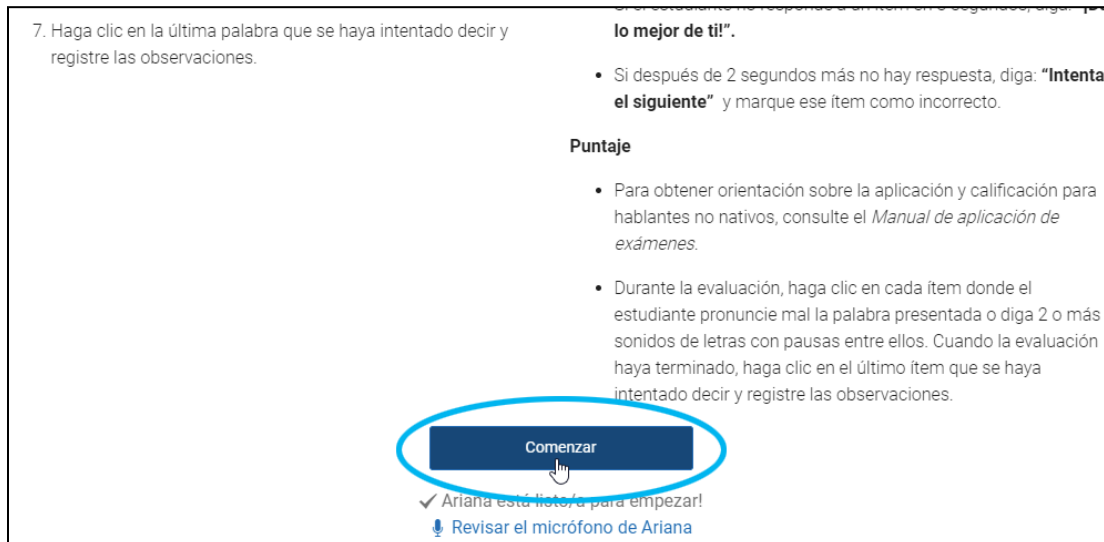 7. Haga clic en la última palabra que se haya intentado decir y
registre las observaciones.
lo mejor de ti!”.
• Si después de 2 segundos más no hay respuesta, diga: “Intenta
el siguiente” y marque ese ítem como incorrecto.
Puntaje
• Para obtener orientación sobre la aplicación y calificación para
hablantes no nativos, consulte el Manual de aplicación de
exámenes.
• Durante la evaluación, haga clic en cada ítem donde el
estudiante pronuncie mal la palabra presentada o diga 2 o más
sonidos de letras con pausas entre ellos. Cuando la evaluación
haya terminado, haga clic en el último ítem que se haya
intentado decir y registre las observaciones.
Comenzar
Ariana está listo/a para empezar!
Revisar el micrófono de Ariana